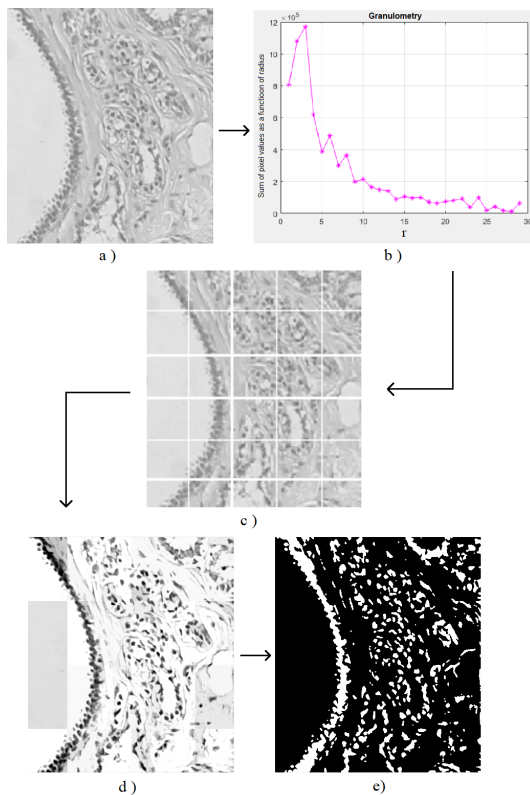 Granulometry
×10⁵
12
10
8
6
4
2
0
Sum of pixel values as a functioon of radius
0 5 10 15 20 25 30
r
a )
b )
c )
d )
e)